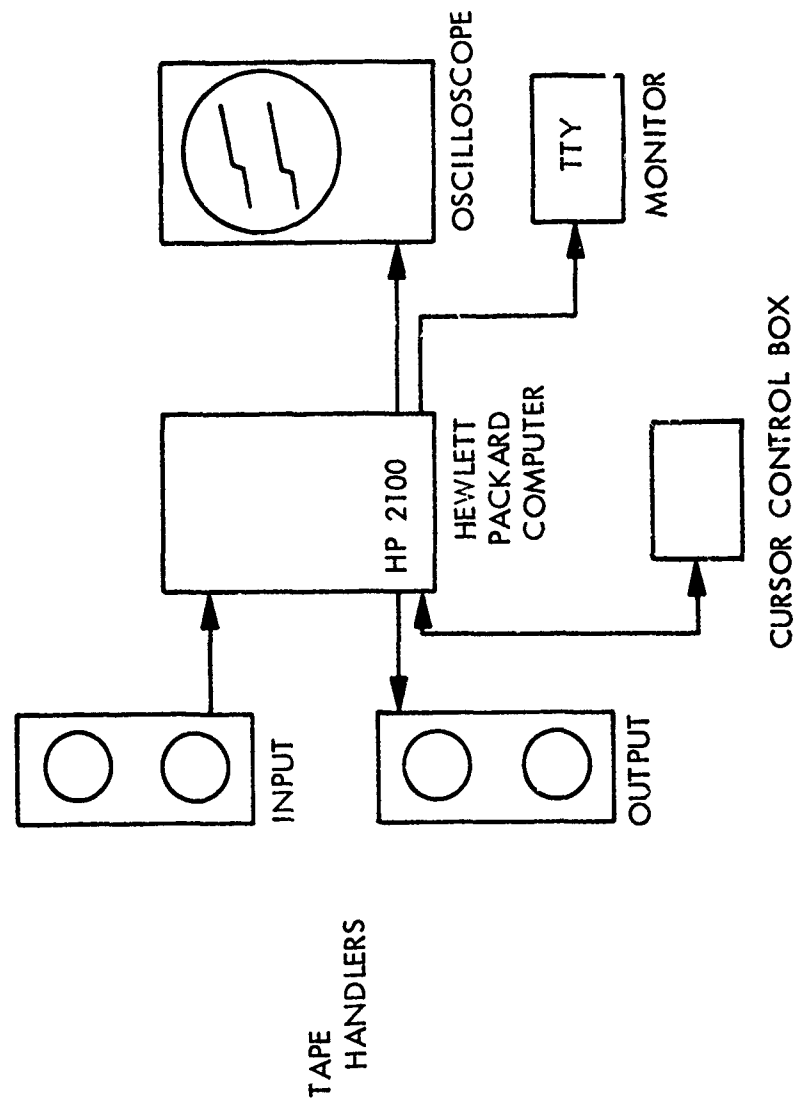 TAPE
HANDLERS
INPUT
OUTPUT
HP 2100
HEWLETT
PACKARD
COMPUTER
CURSOR CONTROL BOX
OSCILLOSCOPE
TTY
MONITOR